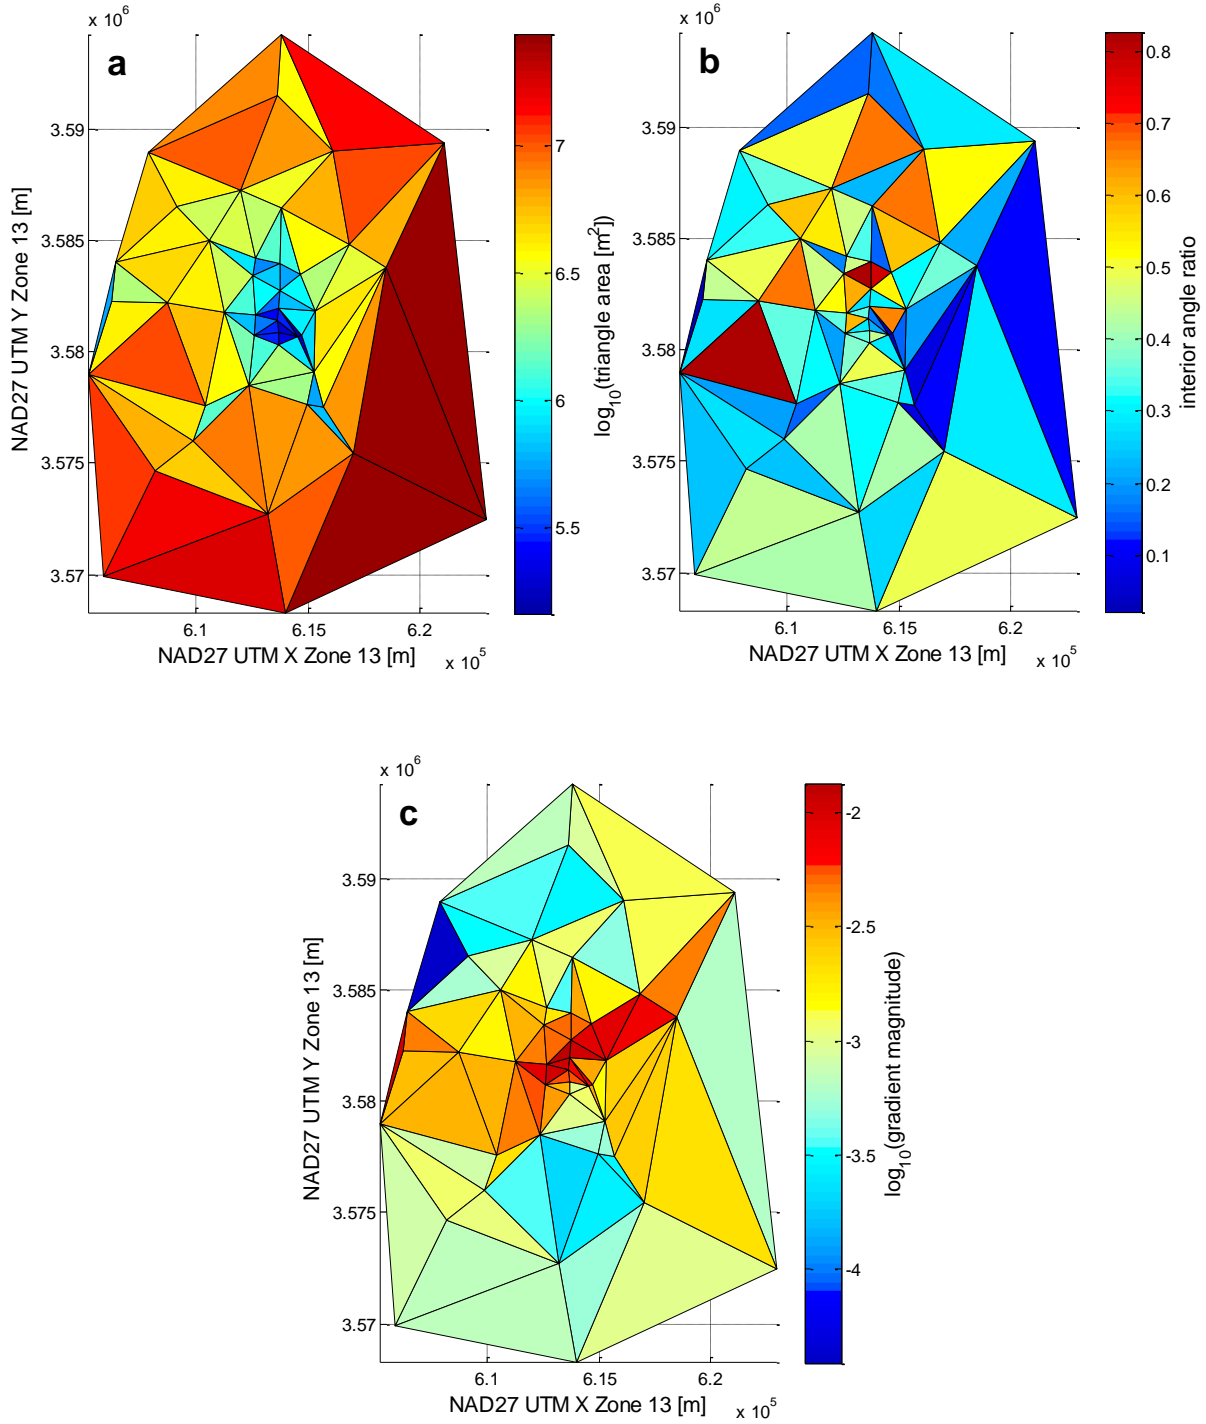 x 10^6
a
3.59
3.585
3.58
3.575
3.57
6.1
6.15
6.2
NAD27 UTM X Zone 13 [m]
x 10^5
NAD27 UTM Y Zone 13 [m]
7
6.5
6
5.5
log10(triangle area [m^2])
x 10^6
b
3.59
3.585
3.58
3.575
3.57
6.1
6.15
6.2
NAD27 UTM X Zone 13 [m]
x 10^5
0.8
0.7
0.6
0.5
0.4
0.3
0.2
0.1
interior angle ratio
x 10^6
c
3.59
3.585
3.58
3.575
3.57
6.1
6.15
6.2
NAD27 UTM X Zone 13 [m]
x 10^5
NAD27 UTM Y Zone 13 [m]
-2
-2.5
-3
-3.5
-4
log10(gradient magnitude)